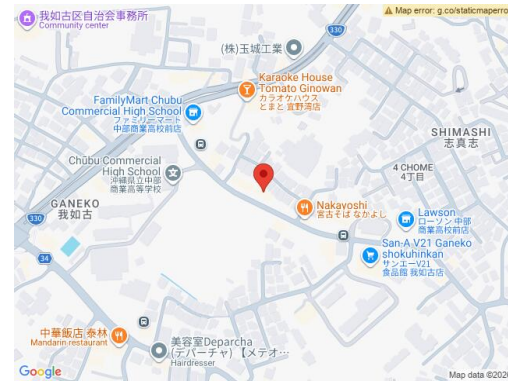 我如古区自治会事務所
Community center
Map error: g.co/staticmaperro
(株)玉城工業
330
Karaoke House
Tomato Ginowan
カラオケハウス
とまと 宜野湾店
FamilyMart Chubu
Commercial High School
ファミリーマート
中部商業高校前店
SHIMASHI
志真志
Chūbu Commercial
High School
沖縄県立中部
商業高等学校
4 CHOME
4丁目
GANEKO
我如古
Nakayoshi
宮古そば なかよし
Lawson
ローソン 中部
商業高校前店
330
San-A V21 Ganeko
shokuhinkan
サンエーV21
食品館 我如古店
34
中華飯店 泰林
Mandarin restaurant
美容室Deparcha
(デパーチャ) 【メテオ…
Hairdresser
Google
Map data ©2026